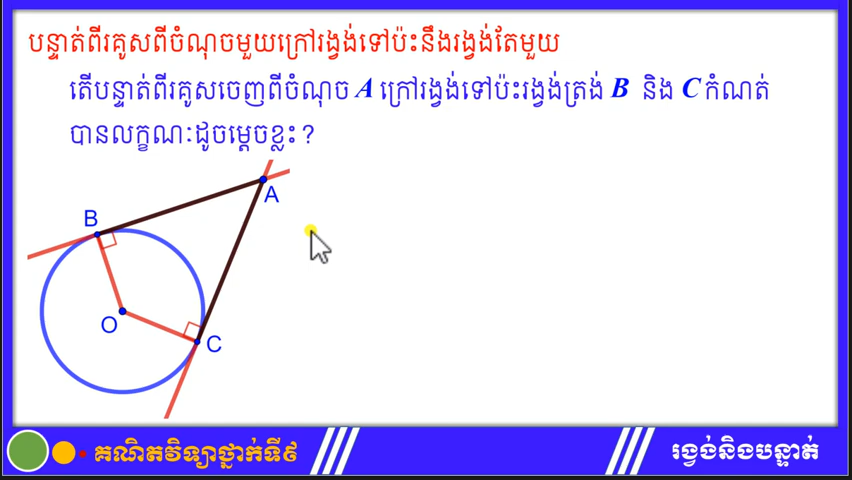 បន្ទាត់ពីរគូសពីចំណុចមួយក្រៅរង្វង់ទៅប៉ះនឹងរង្វង់តែមួយ
តើបន្ទាត់ពីរគូសចេញពីចំណុច A ក្រៅរង្វង់ទៅប៉ះរង្វង់ត្រង់ B និង C កំណត់
បានលក្ខណៈដូចម្ដេចខ្លះ?
A
B
O
C
គណិតវិទ្យាថ្នាក់ទី៩
រង្វង់និងបន្ទាត់